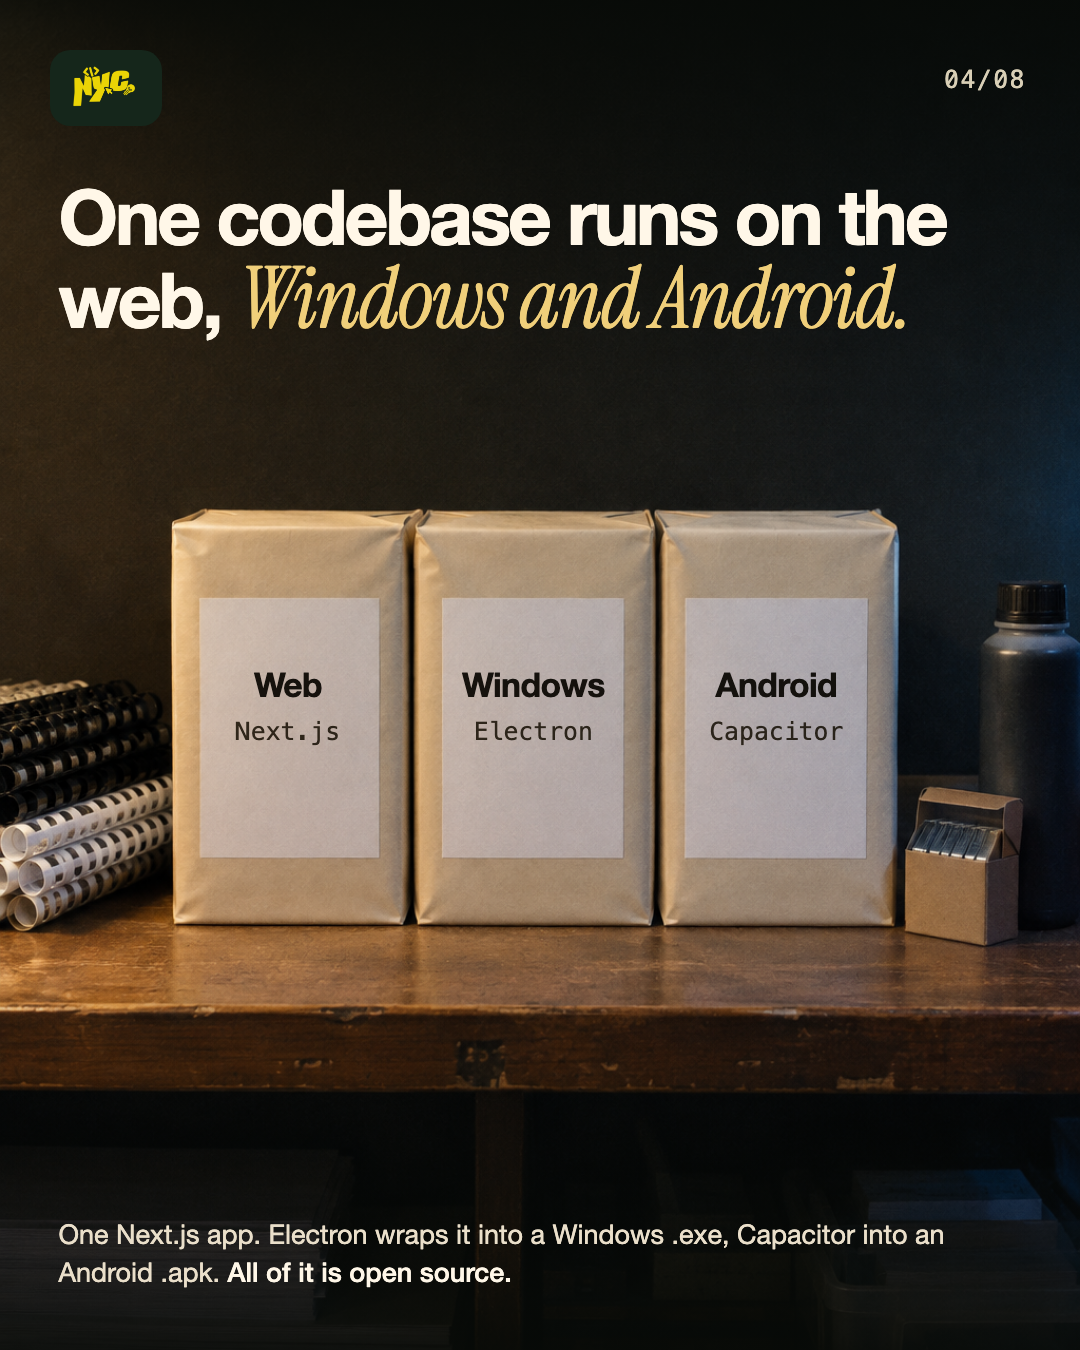 NYC
04/08
One codebase runs on the
web, Windows and Android.
Web
Next.js
Windows
Electron
Android
Capacitor
One Next.js app. Electron wraps it into a Windows .exe, Capacitor into an
Android .apk. All of it is open source.